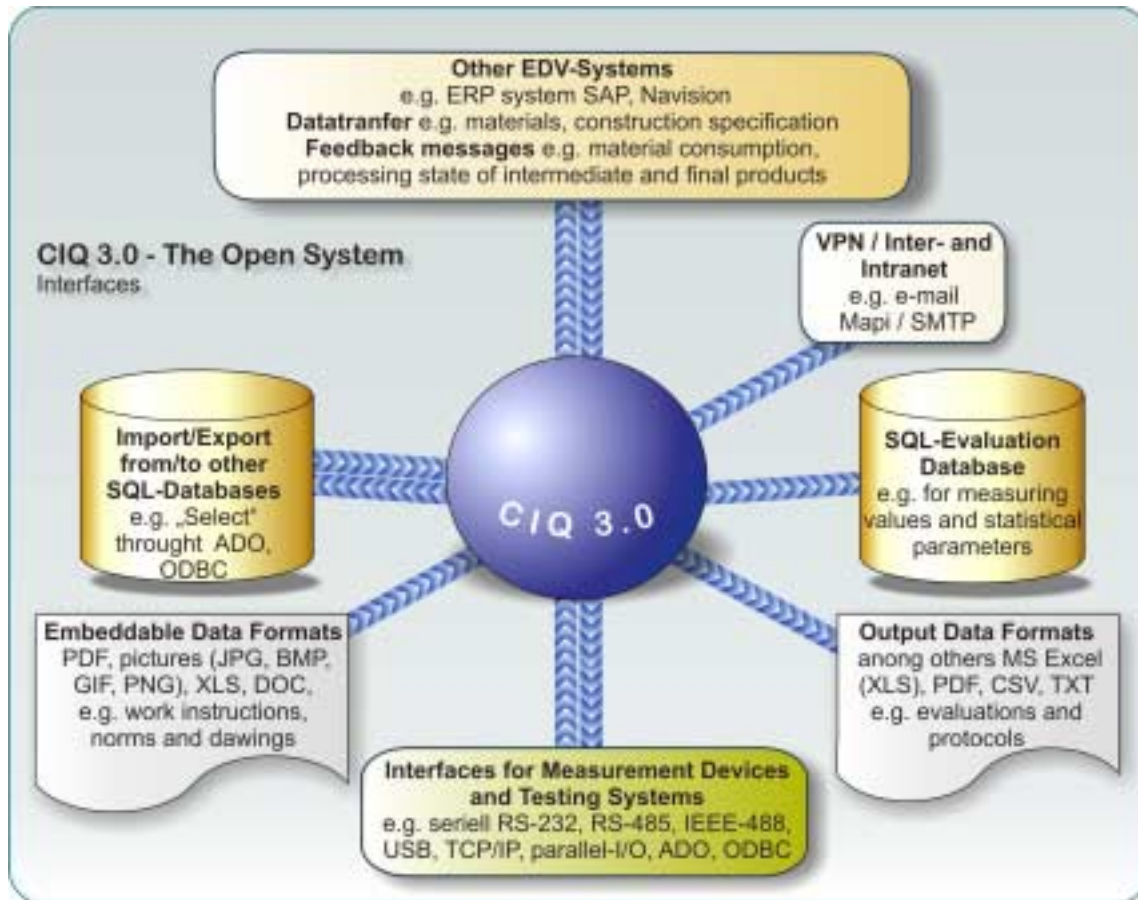 Other EDV-Systems
e.g. ERP system SAP, Navision
Datatranfer e.g. materials, construction specification
Feedback messages e.g. material consumption,
processing state of intermediate and final products
CIQ 3.0 - The Open System
Interfaces
VPN / Inter- and
Intranet
e.g. e-mail
Mapi / SMTP
Import/Export
from/to other
SQL-Databases
e.g. „Select“
throught ADO,
ODBC
CIQ 3.0
SQL-Evaluation
Database
e.g. for measuring
values and statistical
parameters
Embeddable Data Formats
PDF, pictures (JPG, BMP,
GIF, PNG), XLS, DOC,
e.g. work instructions,
norms and dawings
Output Data Formats
among others MS Excel
(XLS), PDF, CSV, TXT
e.g. evaluations and
protocols
Interfaces for Measurement Devices
and Testing Systems
e.g. seriell RS-232, RS-485, IEEE-488,
USB, TCP/IP, parallel-I/O, ADO, ODBC